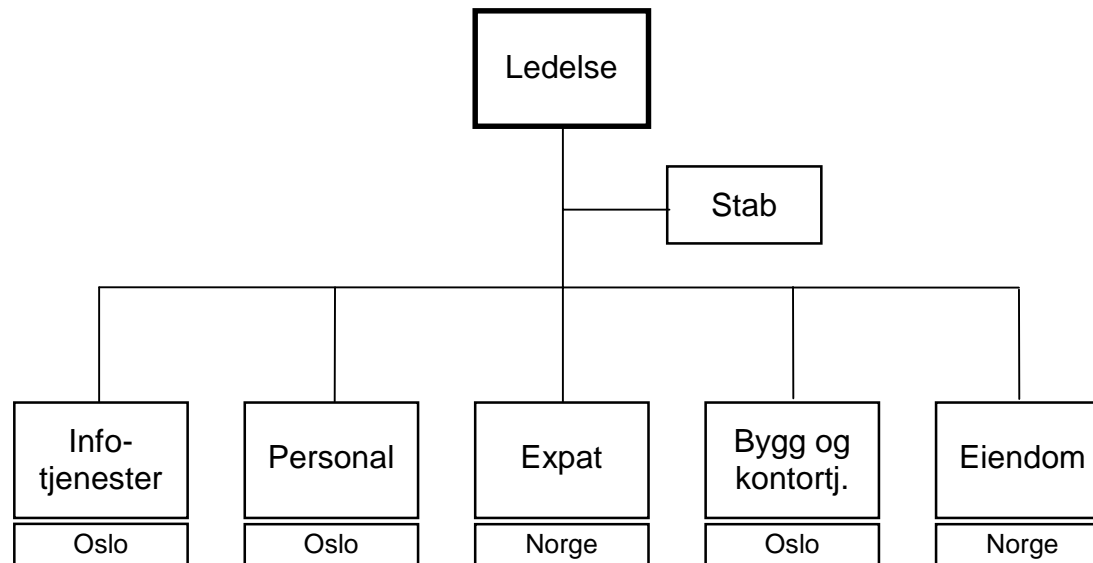 Ledelse
Stab
Info-
tjenester
Personal
Expat
Bygg og
kontortj.
Eiendom
Oslo
Oslo
Norge
Oslo
Norge